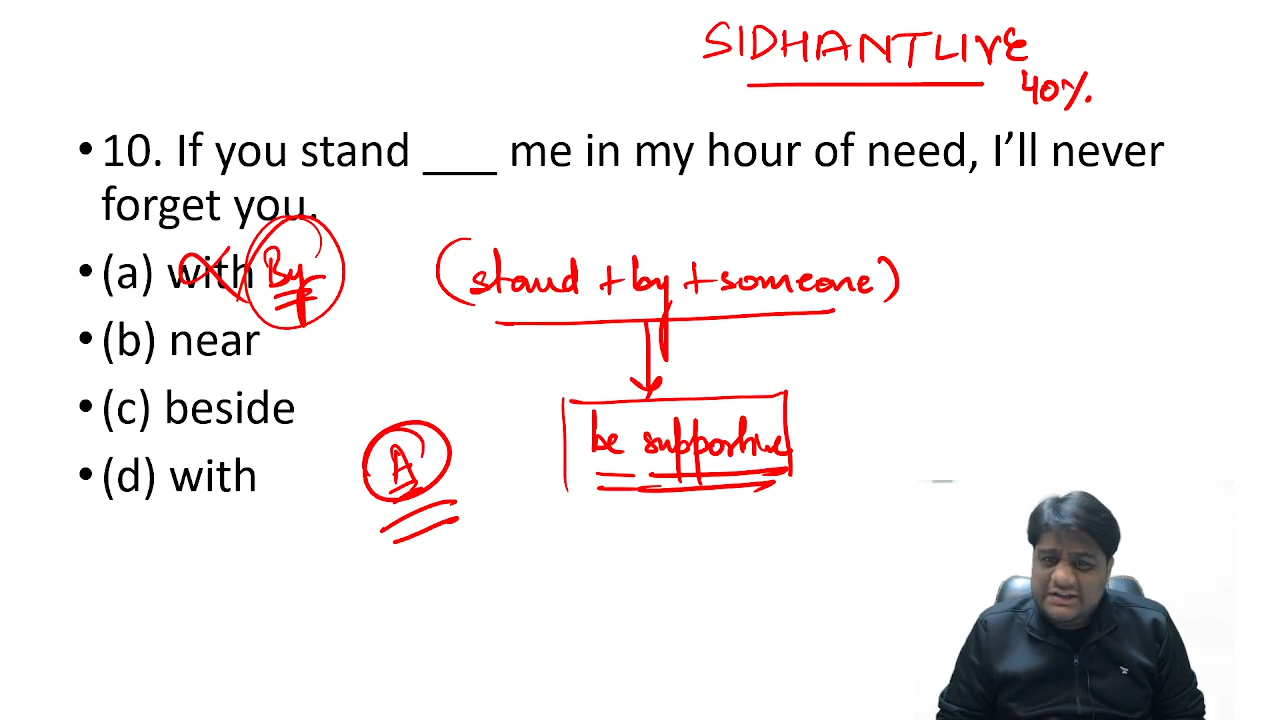 SIDHANTLIVE
40%.
• 10. If you stand ___ me in my hour of need, I’ll never
forget you.
• (a) with By
(stand + by + someone)
• (b) near
• (c) beside
be supportive
• (d) with
A